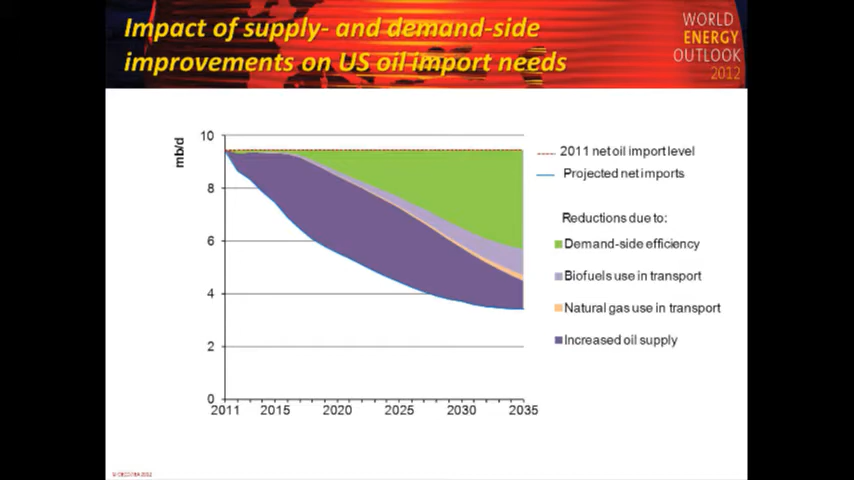 Impact of supply- and demand-side
improvements on US oil import needs
WORLD
ENERGY
OUTLOOK
2012
mb/d
10
8
6
4
2
0
2011 2015 2020 2025 2030 2035
2011 net oil import level
Projected net imports
Reductions due to:
Demand-side efficiency
Biofuels use in transport
Natural gas use in transport
Increased oil supply